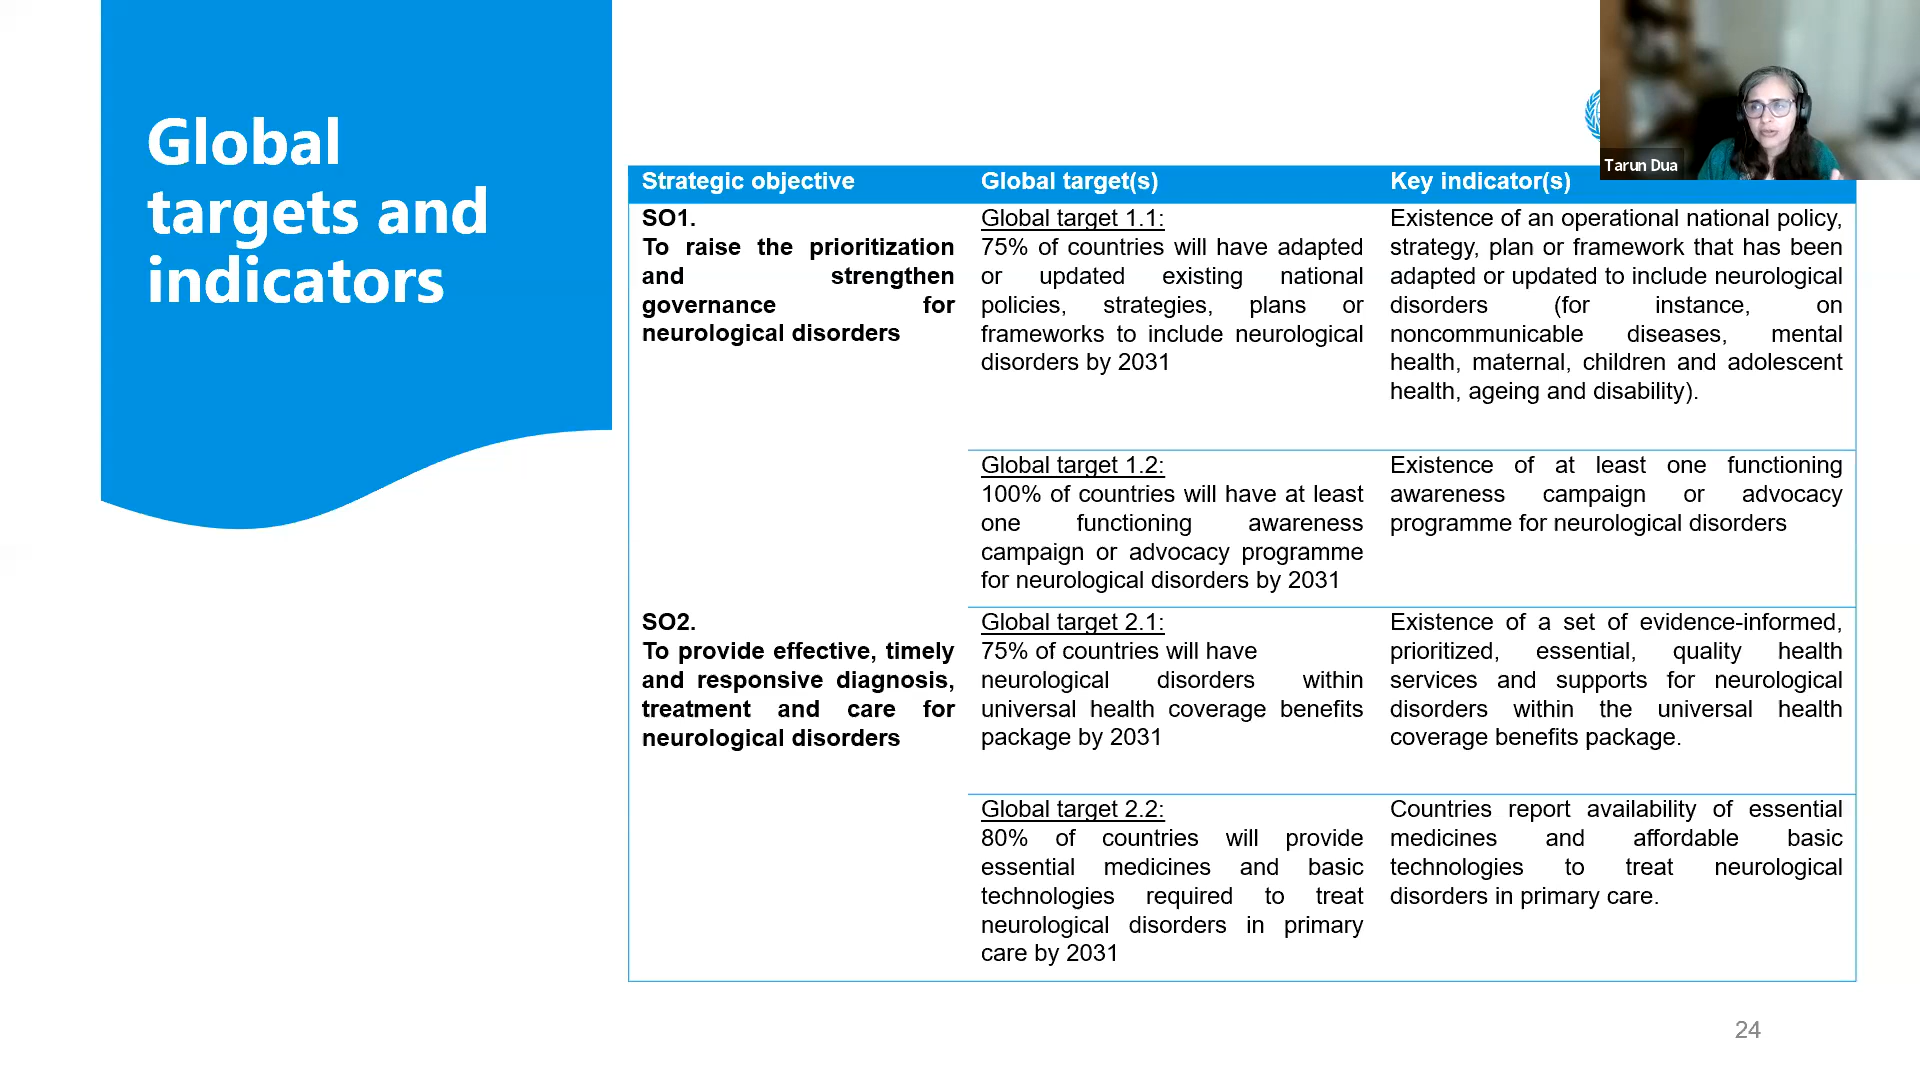 Global
targets and
indicators
Tarun Dua
Strategic objective
Global target(s)
Key indicator(s)
SO1.
To raise the prioritization
and strengthen
governance for
neurological disorders
Global target 1.1:
75% of countries will have adapted
or updated existing national
policies, strategies, plans or
frameworks to include neurological
disorders by 2031
Existence of an operational national policy,
strategy, plan or framework that has been
adapted or updated to include neurological
disorders (for instance, on
noncommunicable diseases, mental
health, maternal, children and adolescent
health, ageing and disability).
Global target 1.2:
100% of countries will have at least
one functioning awareness
campaign or advocacy programme
for neurological disorders by 2031
Existence of at least one functioning
awareness campaign or advocacy
programme for neurological disorders
SO2.
To provide effective, timely
and responsive diagnosis,
treatment and care for
neurological disorders
Global target 2.1:
75% of countries will have
neurological disorders within
universal health coverage benefits
package by 2031
Existence of a set of evidence-informed,
prioritized, essential, quality health
services and supports for neurological
disorders within the universal health
coverage benefits package.
Global target 2.2:
80% of countries will provide
essential medicines and basic
technologies required to treat
neurological disorders in primary
care by 2031
Countries report availability of essential
medicines and affordable basic
technologies to treat neurological
disorders in primary care.
24